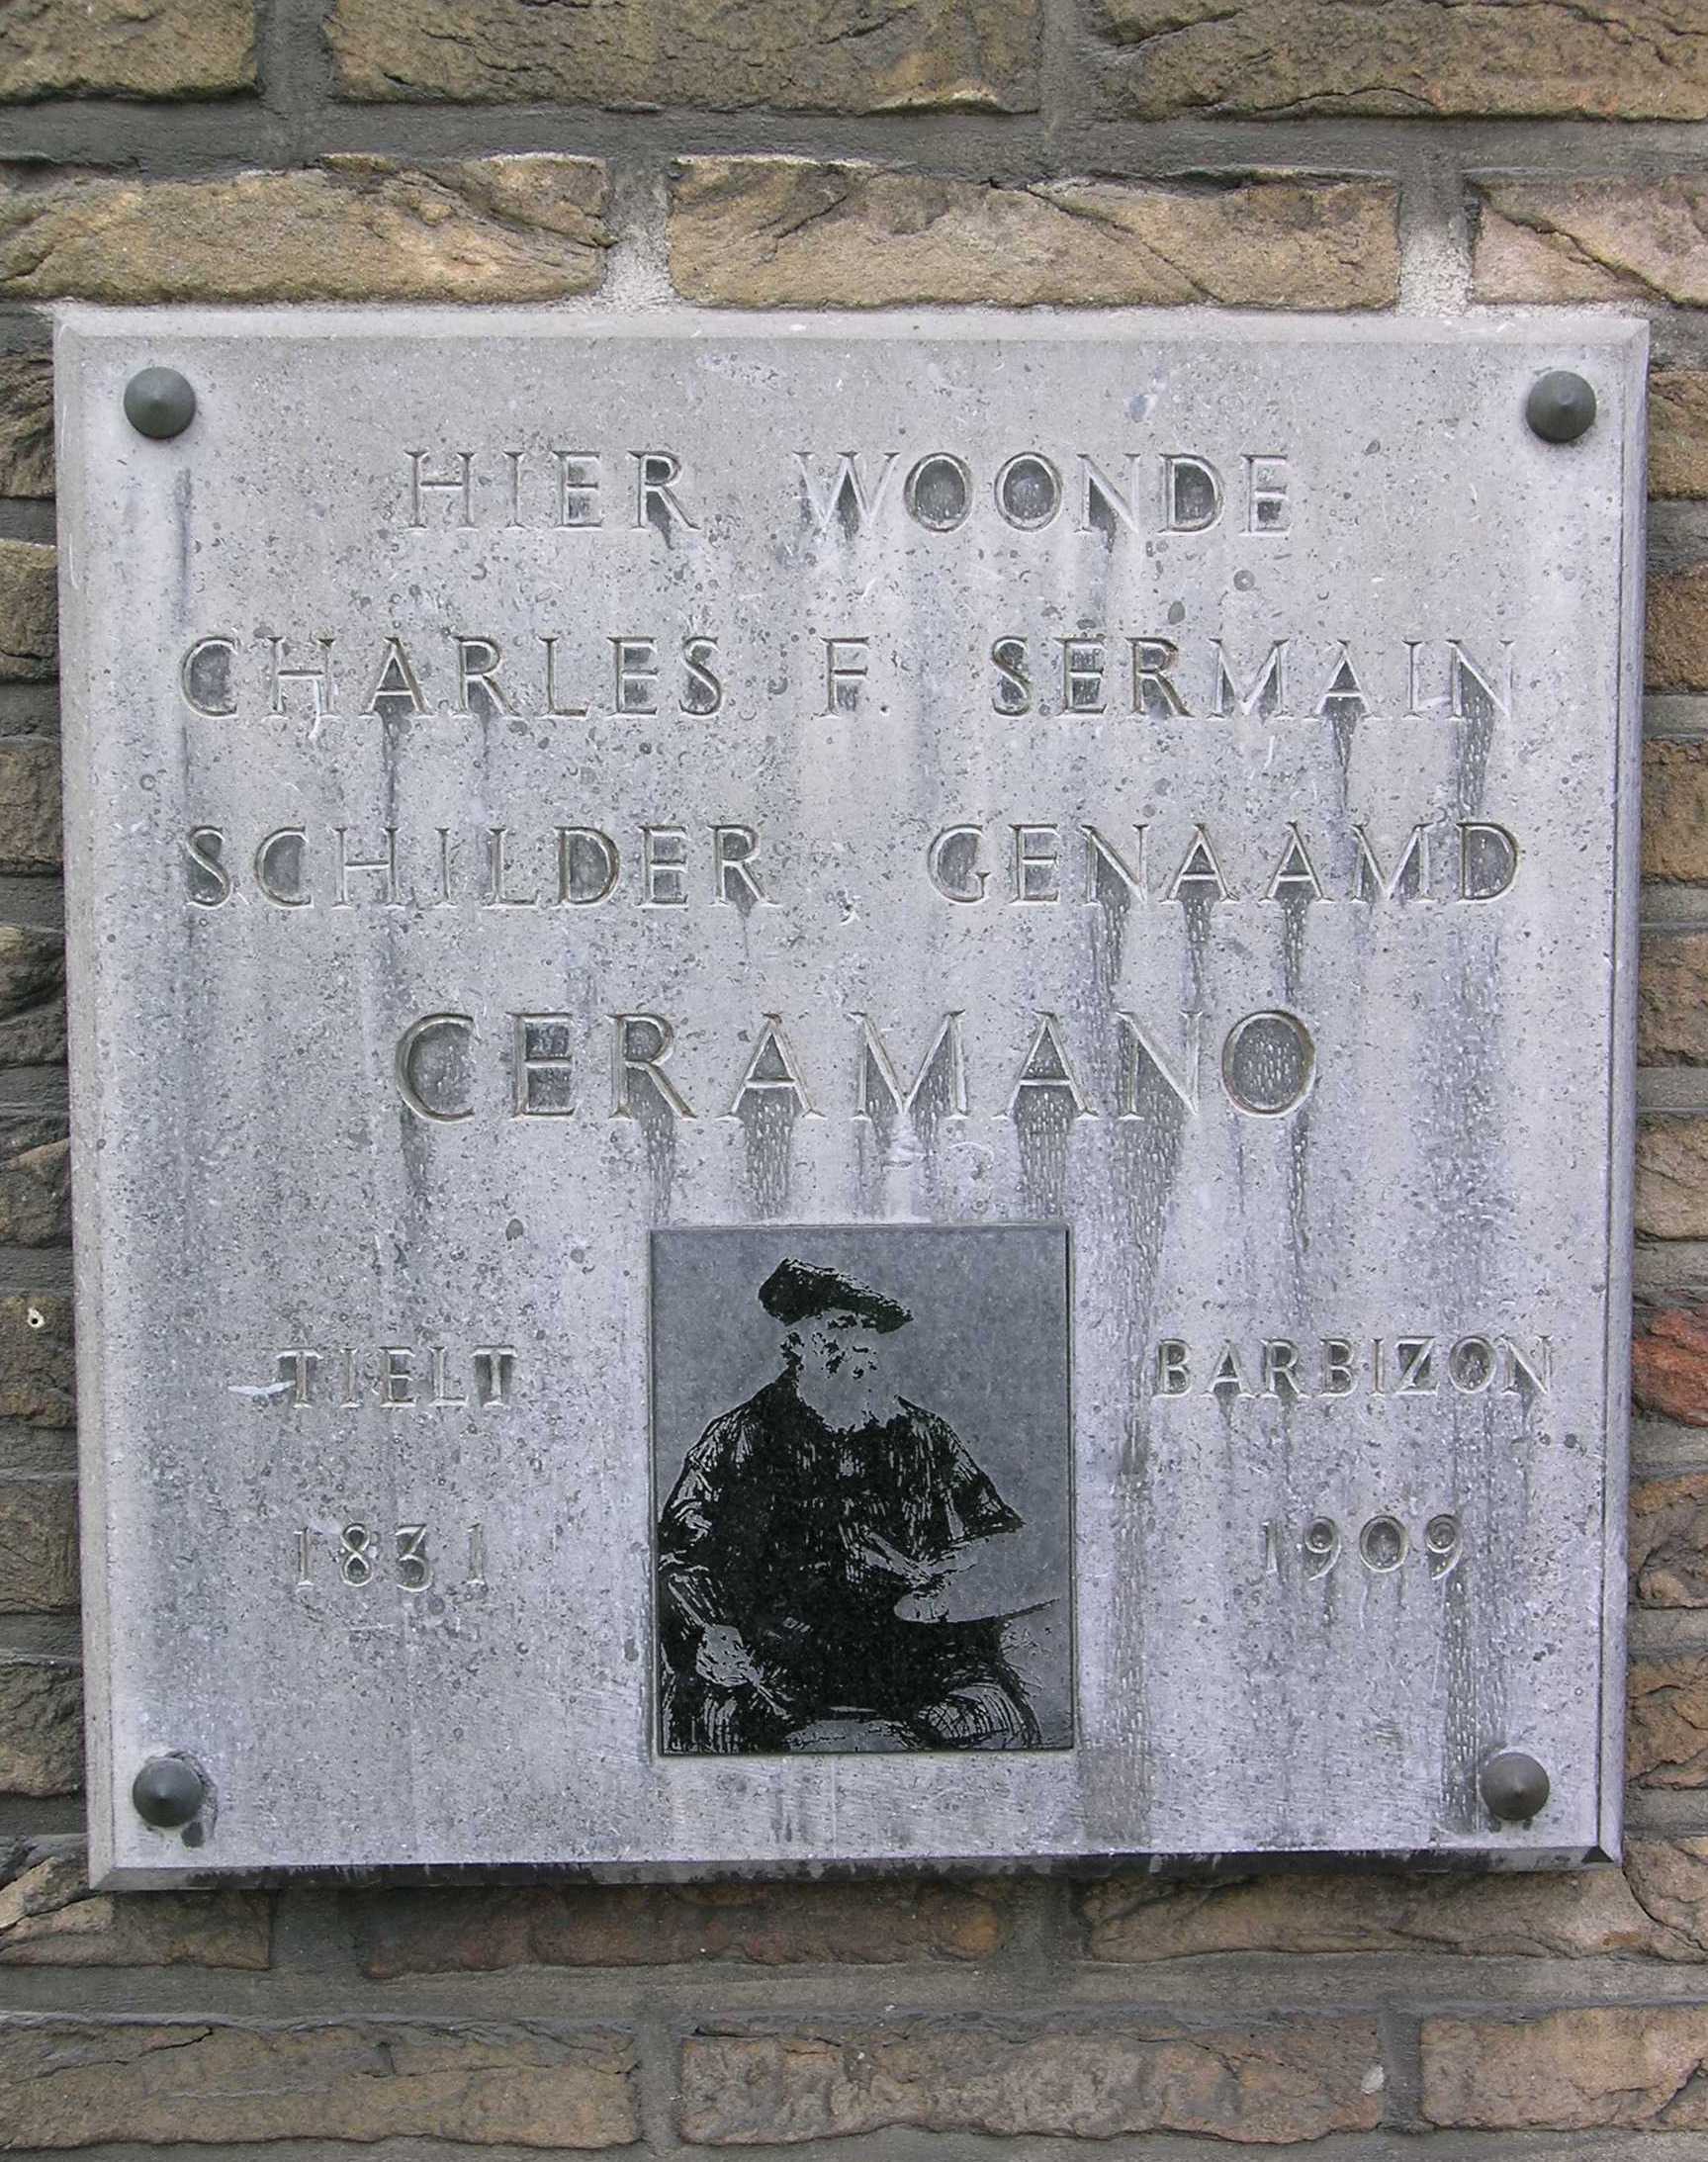 HIER WOONDE
CHARLES F. SERMAIN
SCHILDER, GENAAMD
CERAMANO
TIELT
1831
BARBIZON
1909